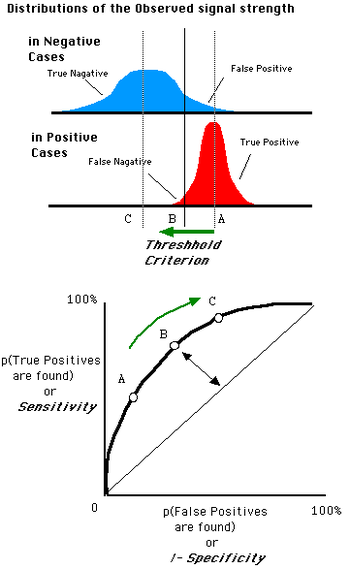 Distributions of the Observed signal strength
in Negative
Cases
True Nagative
False Positive
in Positive
Cases
True Positive
False Nagative
C B A
Threshhold
Criterion
100%
C
B
A
p(True Positives
are found)
or
Sensitivity
0
p(False Positives
are found)
or
1- Specificity
100%